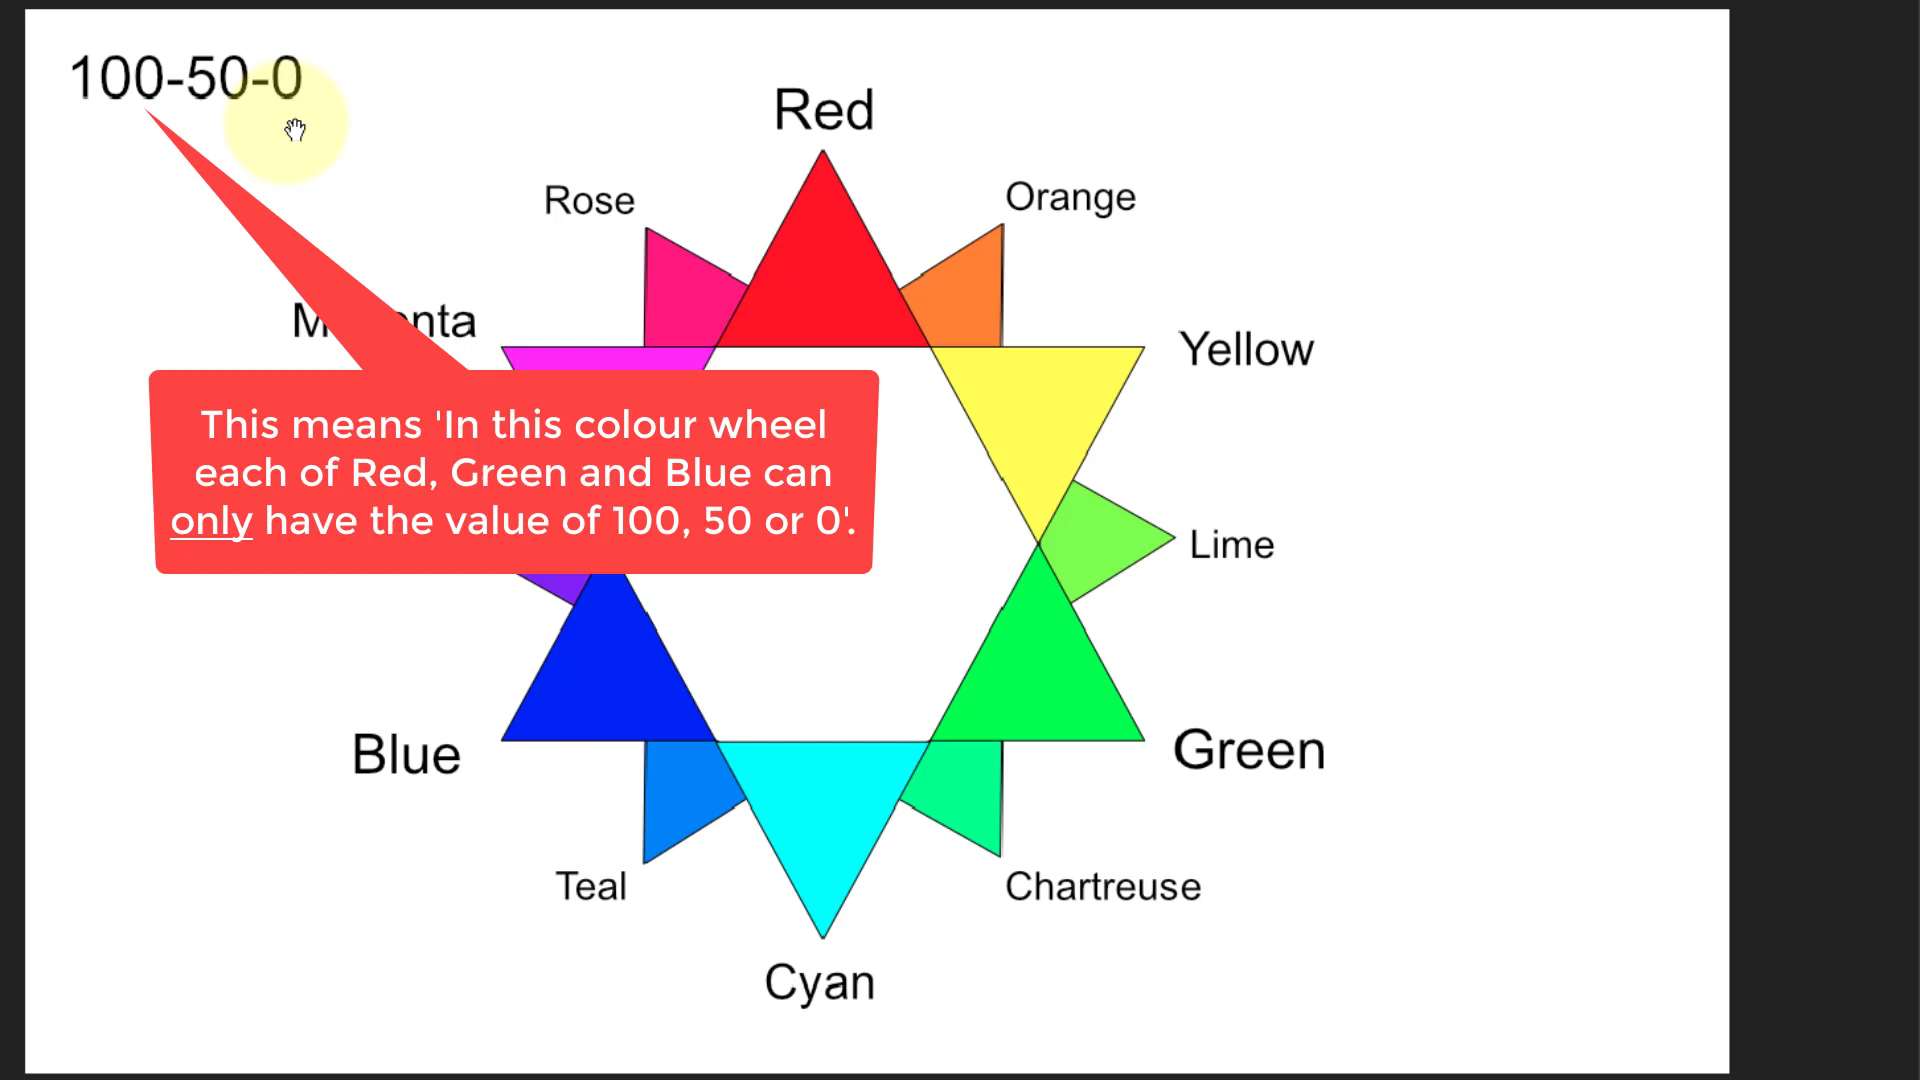 100-50-0
Red
Rose
Orange
Yellow
This means 'In this colour wheel
each of Red, Green and Blue can
only have the value of 100, 50 or 0'.
Lime
Blue
Green
Teal
Chartreuse
Cyan